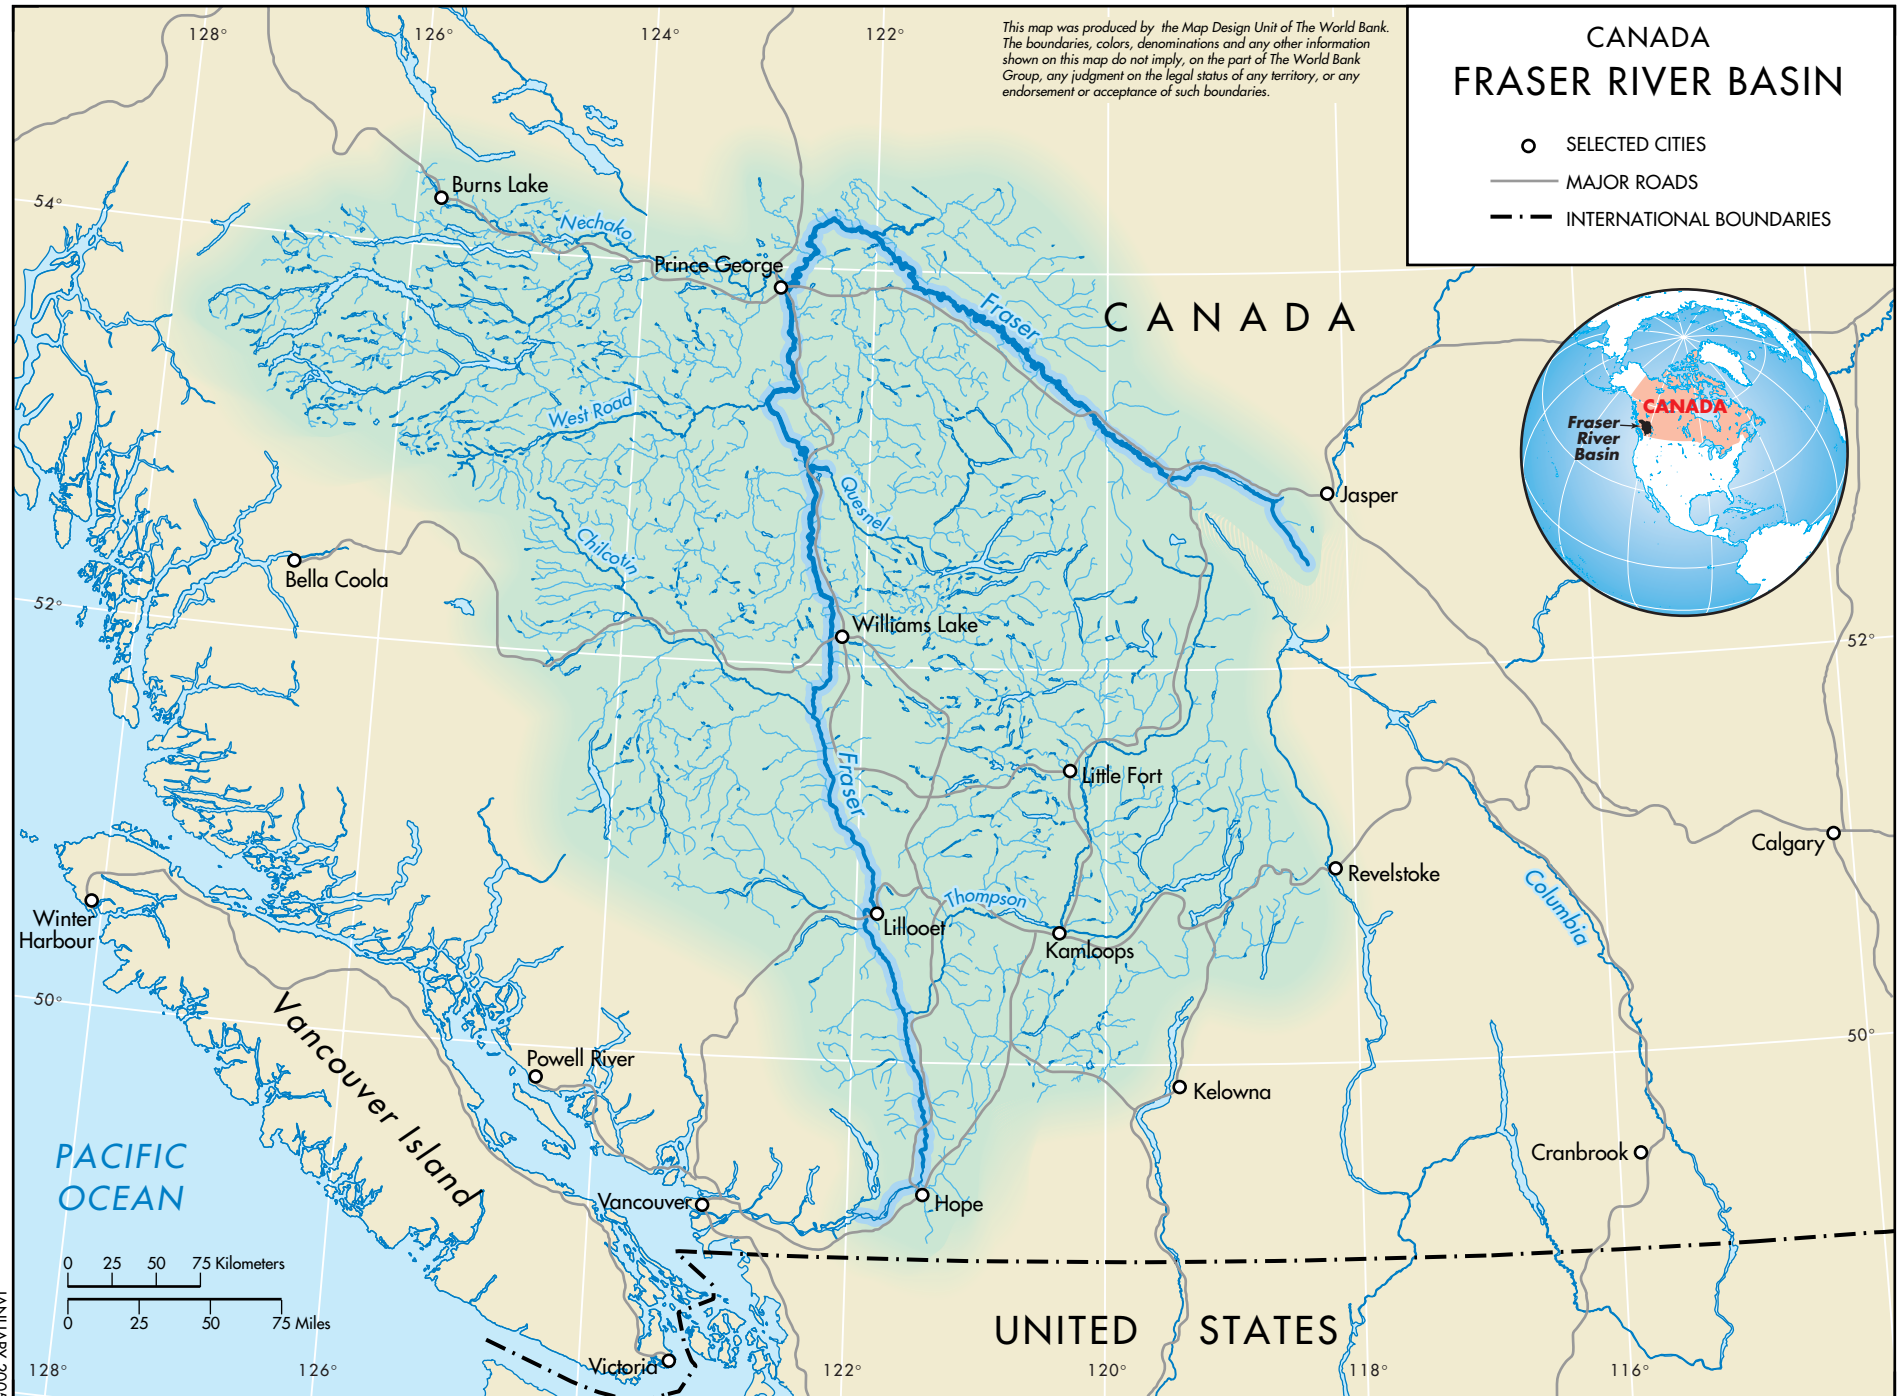 128°
126°
124°
122°
This map was produced by the Map Design Unit of The World Bank.
The boundaries, colors, denominations and any other information
shown on this map do not imply, on the part of The World Bank
Group, any judgment on the legal status of any territory, or any
endorsement or acceptance of such boundaries.
CANADA
FRASER RIVER BASIN
SELECTED CITIES
MAJOR ROADS
INTERNATIONAL BOUNDARIES
54°
Burns Lake
Nechako
Prince George
Fraser
CANADA
CANADA
Fraser
River
Basin
West Road
Quesnel
Jasper
Chilcotin
Bella Coola
52°
Williams Lake
52°
Fraser
Little Fort
Calgary
Revelstoke
Thompson
Columbia
Winter
Harbour
Lillooet
Kamloops
50°
Vancouver Island
50°
Powell River
Kelowna
PACIFIC
OCEAN
Cranbrook
Vancouver
Hope
0 25 50 75 Kilometers
0 25 50 75 Miles
UNITED STATES
Victoria
128°
126°
122°
120°
118°
116°